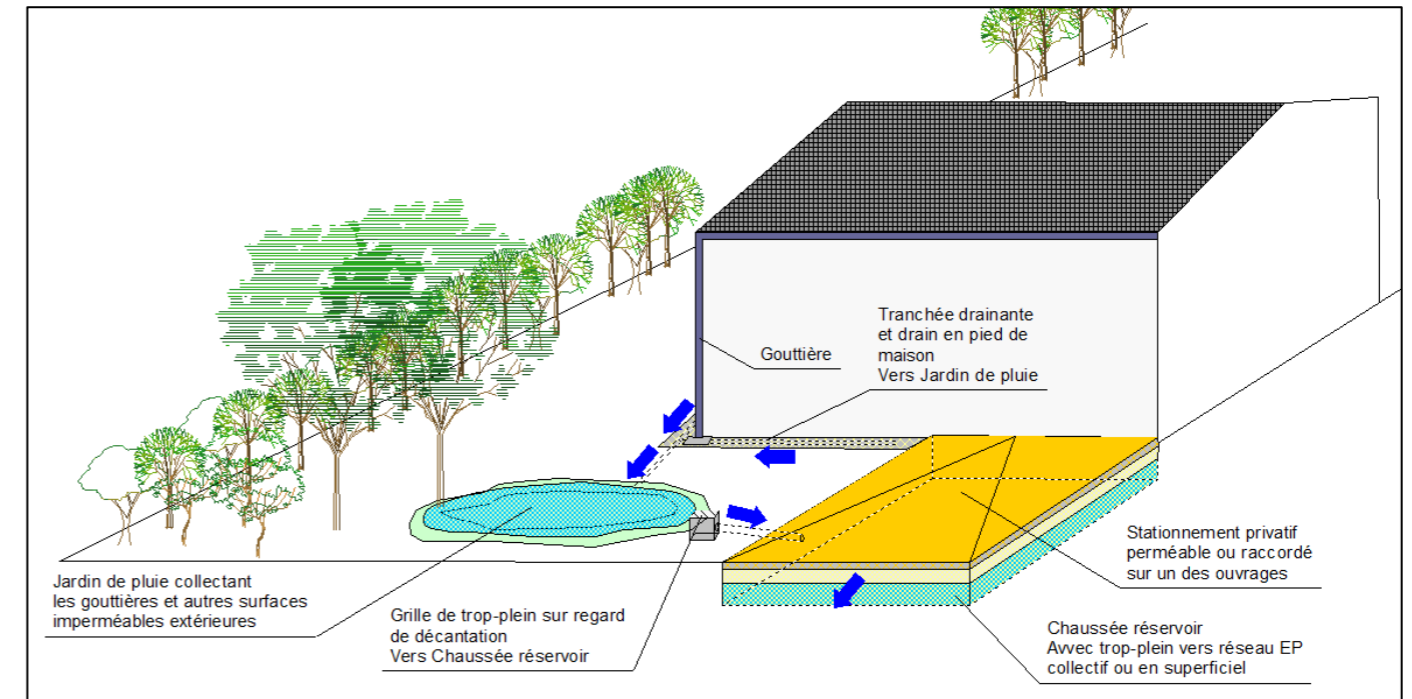 Tranchée drainante
et drain en pied de
maison
Vers Jardin de pluie
Gouttière
Stationnement privatif
perméable ou raccordé
sur un des ouvrages
Jardin de pluie collectant
les gouttières et autres surfaces
imperméables extérieures
Grille de trop-plein sur regard
de décantation
Vers Chaussée réservoir
Chaussée réservoir
Avvec trop-plein vers réseau EP
collectif ou en superficiel